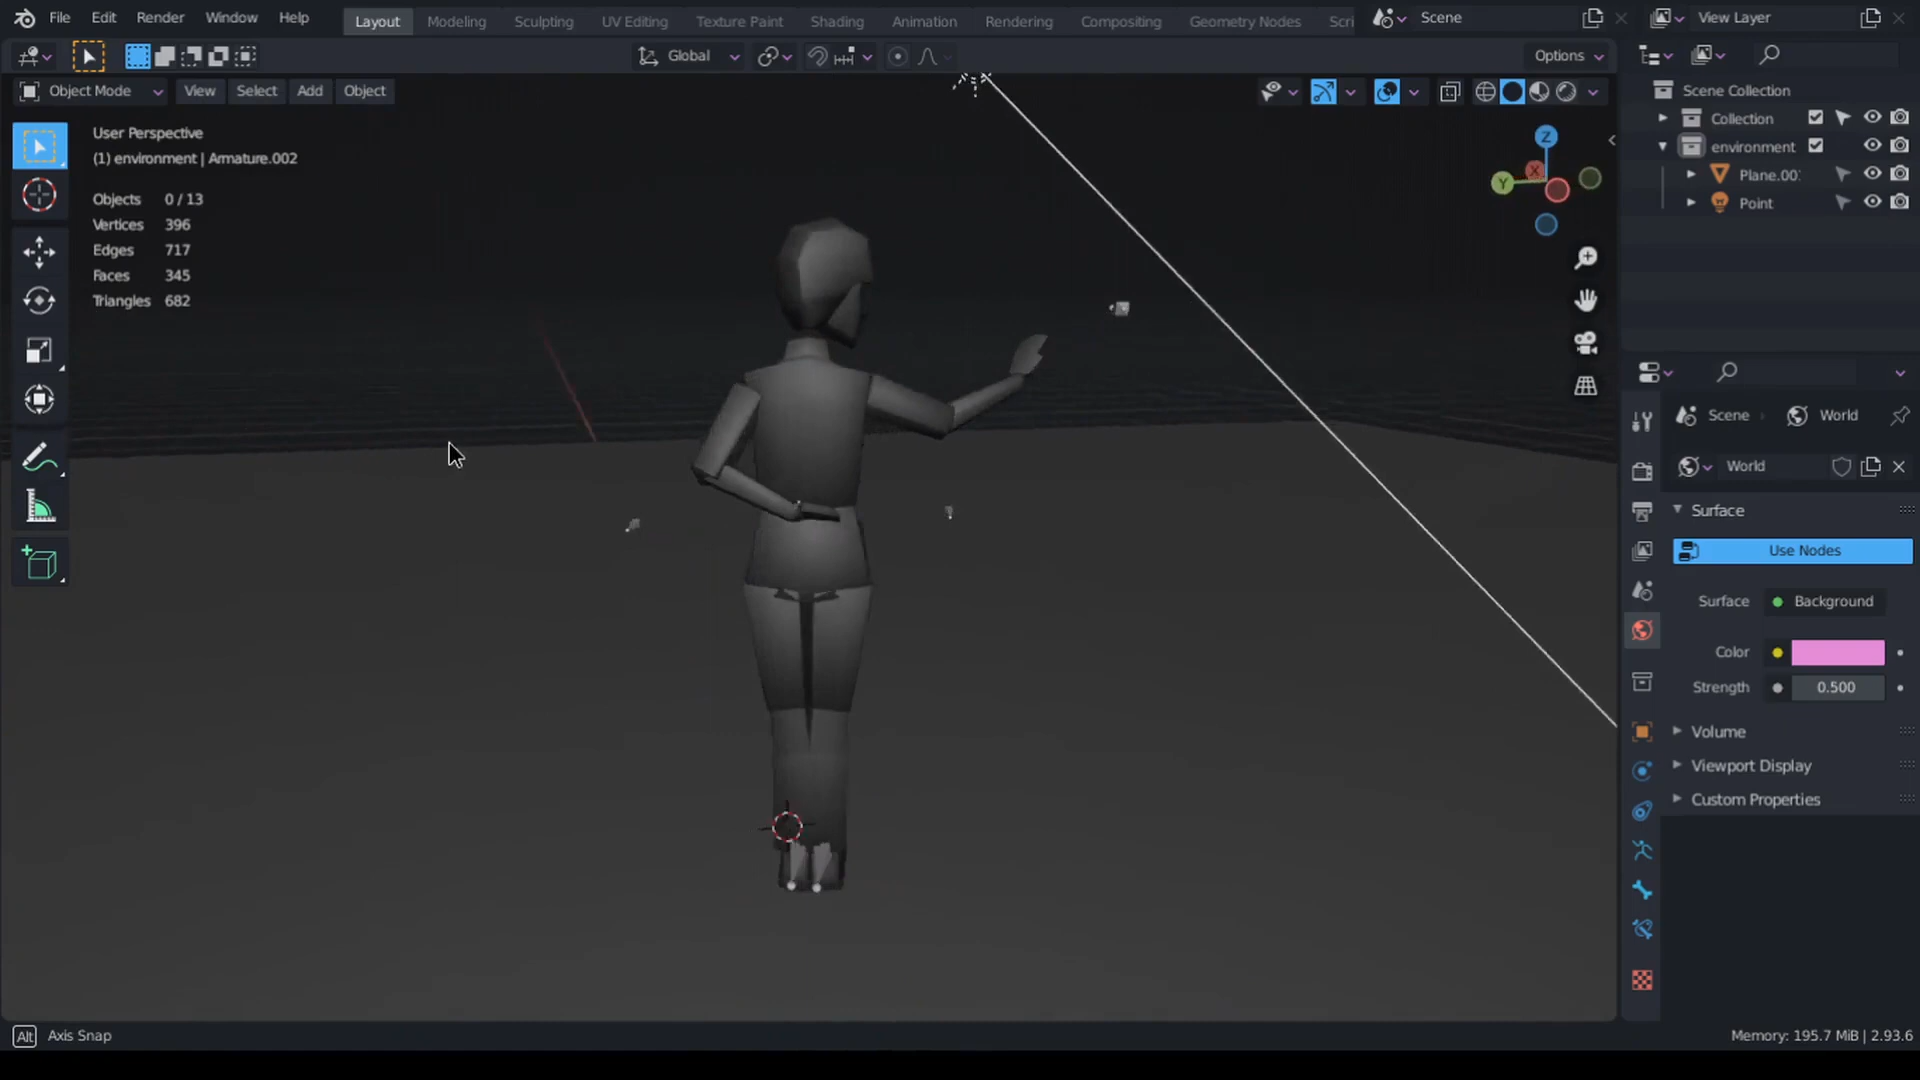 File Edit Render Window Help Layout Modeling Sculpting UV Editing Texture Paint Shading Animation Rendering Compositing Geometry Nodes Scri Scene View Layer
Global Options
Object Mode View Select Add Object
User Perspective
(1) environment | Armature.002
Objects 0 / 13
Vertices 396
Edges 717
Faces 345
Triangles 682
Z
Y
X
Scene Collection
Collection
environment
Plane.00
Point
Scene World
World
Surface
Use Nodes
Surface Background
Color
Strength 0.500
Volume
Viewport Display
Custom Properties
Alt Axis Snap
Memory: 195.7 MiB | 2.93.6